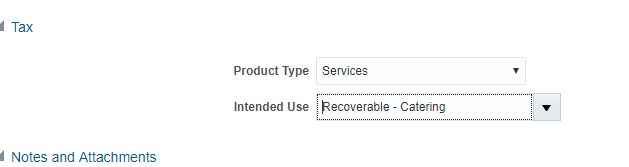 Tax
Product Type Services
Intended Use Recoverable - Catering
Notes and Attachments